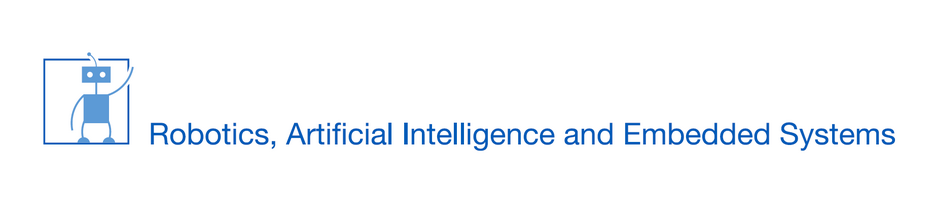 Robotics, Artificial Intelligence and Embedded Systems